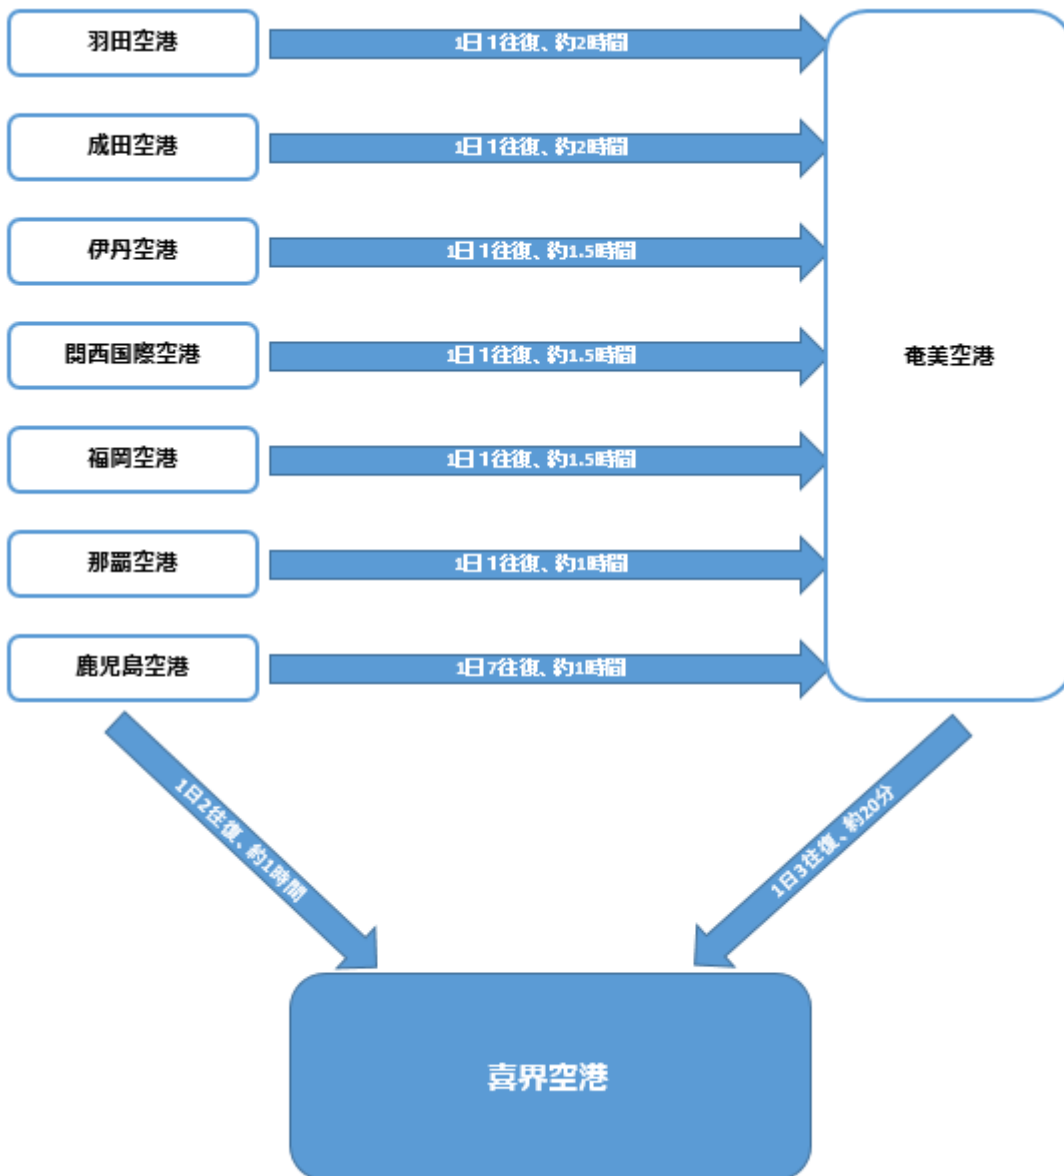 羽田空港
1日1往復、約2時間
成田空港
1日1往復、約2時間
伊丹空港
1日1往復、約1.5時間
関西国際空港
1日1往復、約1.5時間
奄美空港
福岡空港
1日1往復、約1.5時間
那覇空港
1日1往復、約1時間
鹿児島空港
1日7往復、約1時間
1日2往復、約1時間
1日3往復、約20分
喜界空港